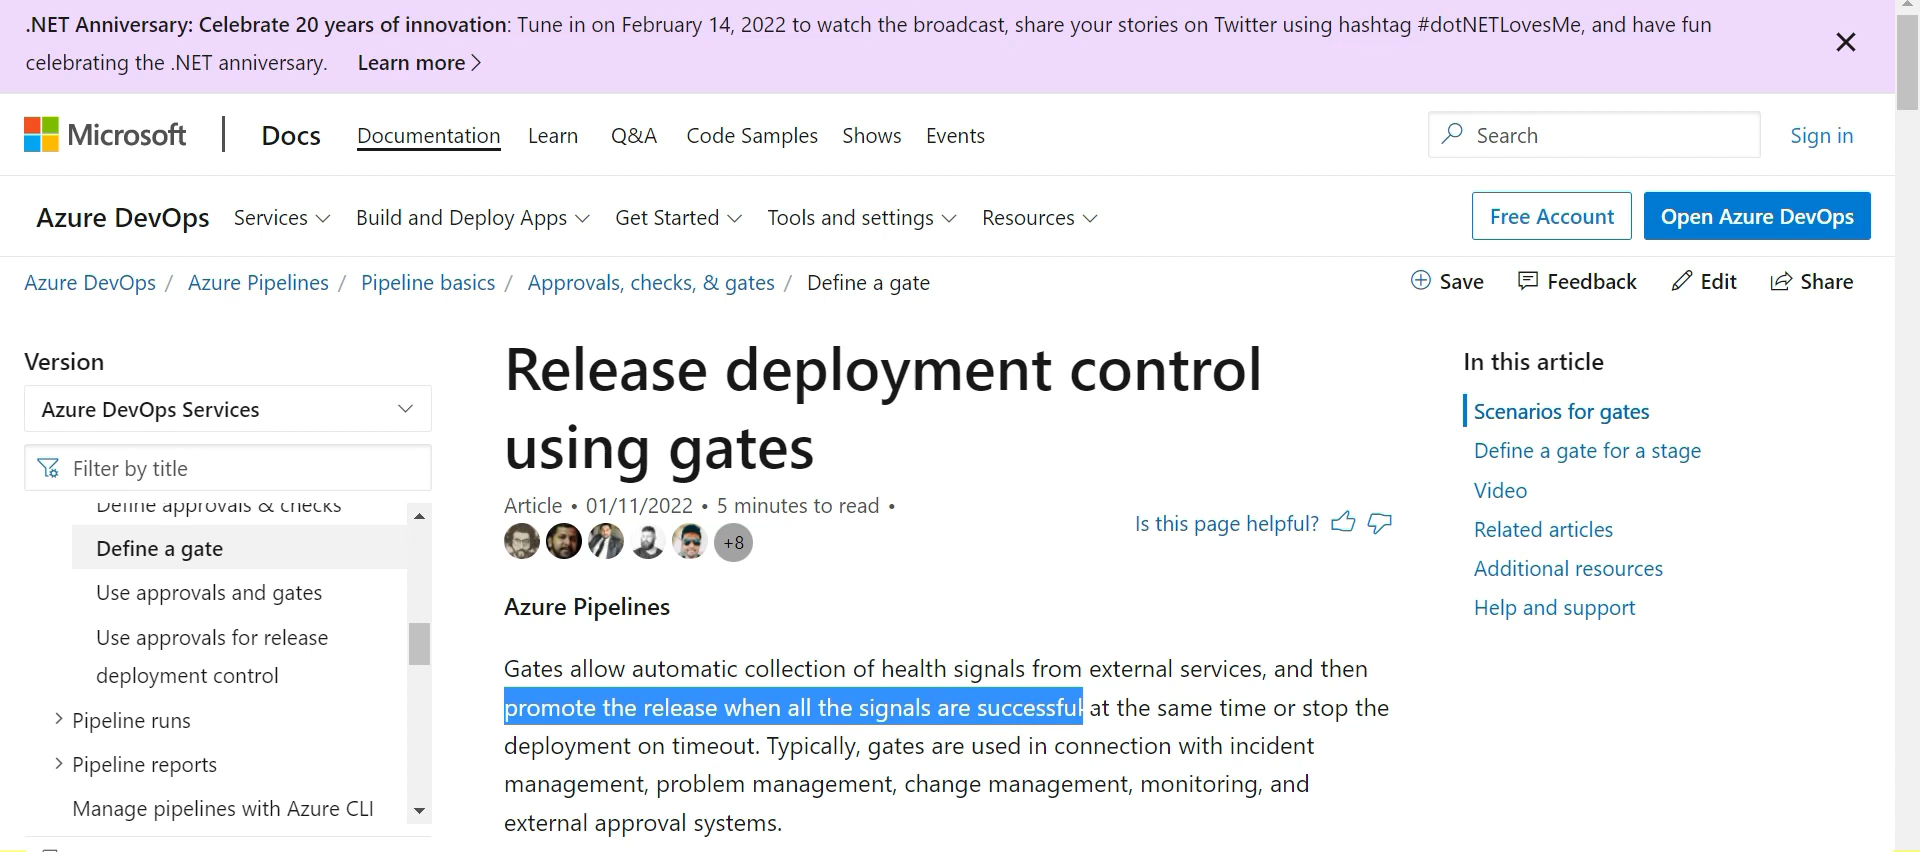 .NET Anniversary: Celebrate 20 years of innovation: Tune in on February 14, 2022 to watch the broadcast, share your stories on Twitter using hashtag #dotNETLovesMe, and have fun
celebrating the .NET anniversary. Learn more
Microsoft Docs Documentation Learn Q&A Code Samples Shows Events Search Sign in
Azure DevOps Services Build and Deploy Apps Get Started Tools and settings Resources Free Account Open Azure DevOps
Azure DevOps / Azure Pipelines / Pipeline basics / Approvals, checks, & gates / Define a gate Save Feedback Edit Share
Version
Azure DevOps Services
Filter by title
Define approvals & checks
Define a gate
Use approvals and gates
Use approvals for release
deployment control
Pipeline runs
Pipeline reports
Manage pipelines with Azure CLI
Release deployment control
using gates
Article • 01/11/2022 • 5 minutes to read •
+8
Is this page helpful?
Azure Pipelines
Gates allow automatic collection of health signals from external services, and then
promote the release when all the signals are successful at the same time or stop the
deployment on timeout. Typically, gates are used in connection with incident
management, problem management, change management, monitoring, and
external approval systems.
In this article
Scenarios for gates
Define a gate for a stage
Video
Related articles
Additional resources
Help and support